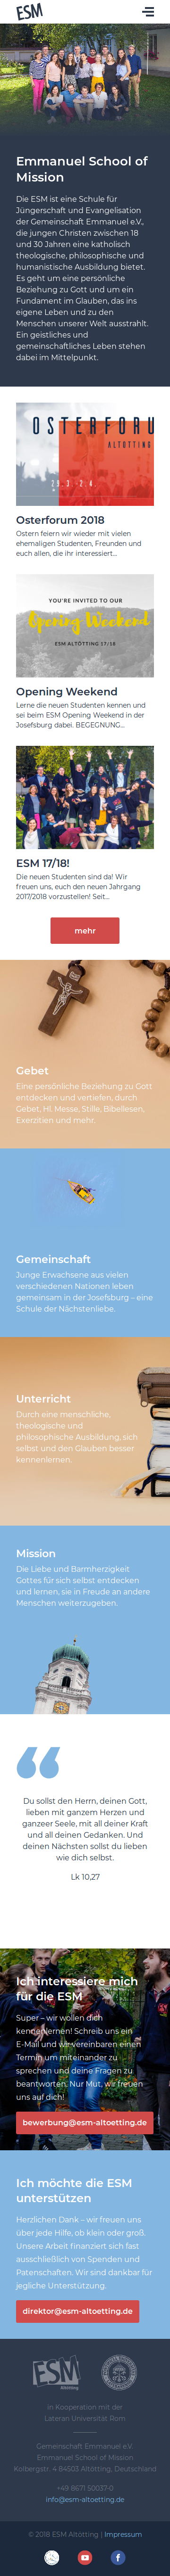 ESM
Emmanuel School of
Mission
Die ESM ist eine Schule für
Jüngerschaft und Evangelisation
der Gemeinschaft Emmanuel e.V.,
die jungen Christen zwischen 18
und 30 Jahren eine katholisch
theologische, philosophische und
humanistische Ausbildung bietet.
Es geht um eine persönliche
Beziehung zu Gott und um ein
Fundament im Glauben, das ins
eigene Leben und zu den
Menschen unserer Welt ausstrahlt.
Ein geistliches und
gemeinschaftliches Leben stehen
dabei im Mittelpunkt.
OSTERFORU
ALTÖTTING
29.3.-2.4.
Osterforum 2018
Ostern feiern wir wieder mit vielen
ehemaligen Studenten, Freunden und
euch allen, die ihr interessiert...
YOU'RE INVITED TO OUR
Opening Weekend
ESM ALTÖTTING 17/18
Opening Weekend
Lerne die neuen Studenten kennen und
sei beim ESM Opening Weekend in der
Josefsburg dabei. BEGEGNUNG...
ESM 17/18!
Die neuen Studenten sind da! Wir
freuen uns, euch den neuen Jahrgang
2017/2018 vorzustellen! Seit...
mehr
Gebet
Eine persönliche Beziehung zu Gott
entdecken und vertiefen, durch
Gebet, Hl. Messe, Stille, Bibellesen,
Exerzitien und mehr.
Gemeinschaft
Junge Erwachsene aus vielen
verschiedenen Nationen leben
gemeinsam in der Josefsburg – eine
Schule der Nächstenliebe.
Unterricht
Durch eine menschliche,
theologische und
philosophische Ausbildung, sich
selbst und den Glauben besser
kennenlernen.
Mission
Die Liebe und Barmherzigkeit
Gottes für sich selbst entdecken
und lernen, sie in Freude an andere
Menschen weiterzugeben.
“
Du sollst den Herrn, deinen Gott,
lieben mit ganzem Herzen und
ganzeer Seele, mit all deiner Kraft
und all deinen Gedanken. Und
deinen Nächsten sollst du lieben
wie dich selbst.
Lk 10,27
Ich interessiere mich
für die ESM
Super – wir wollen dich
kennenlernen! Schreib uns ein
E-Mail und wir vereinbaren einen
Termin um miteinander zu
sprechen und deine Fragen zu
beantworten. Nur Mut, wir freuen
uns auf dich!
bewerbung@esm-altoetting.de
Ich möchte die ESM
unterstützen
Herzlichen Dank – wir freuen uns
über jede Hilfe, ob klein oder groß.
Unsere Arbeit finanziert sich fast
ausschließlich von Spenden und
Patenschaften. Wir sind dankbar für
jegliche Unterstützung.
direktor@esm-altoetting.de
ESM
Altötting
In Kooperation mit der
Lateran Universität Rom
Gemeinschaft Emmanuel e.V.
Emmanuel School of Mission
Kolbergstr. 4 84503 Altötting, Deutschland
+49 8671 50037-0
info@esm-altoetting.de
© 2018 ESM Altötting | Impressum